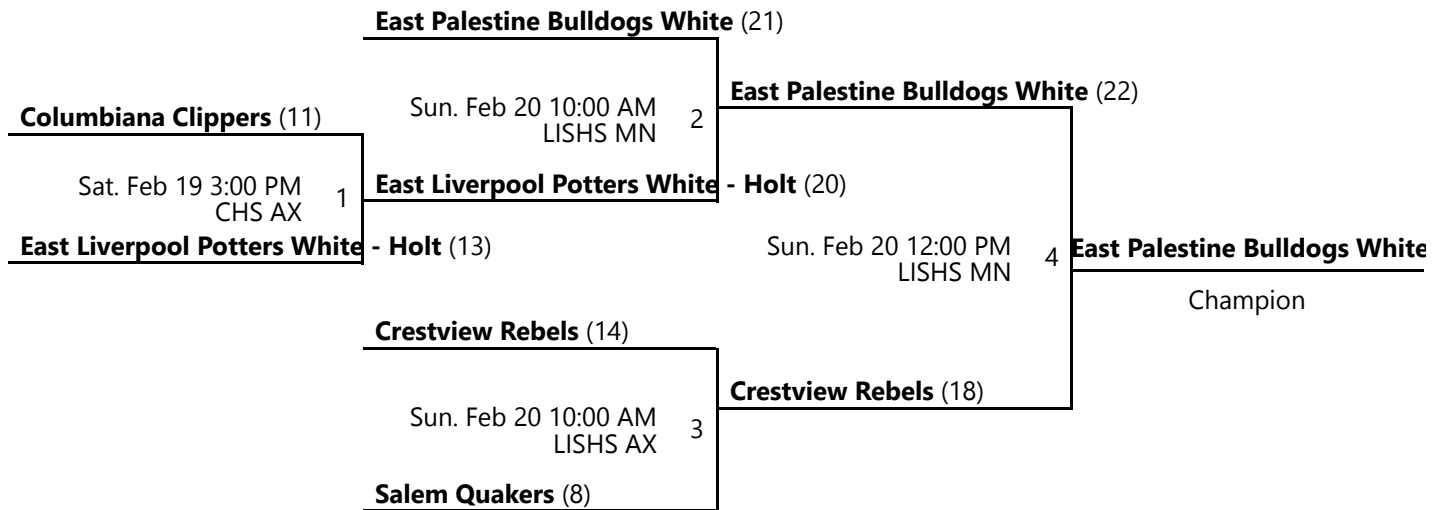 East Palestine Bulldogs White (21)
East Palestine Bulldogs White (22)
Sun. Feb 20 10:00 AM
LISHS MN
2
Columbiana Clippers (11)
Sat. Feb 19 3:00 PM
CHS AX
1
East Liverpool Potters White - Holt (20)
East Liverpool Potters White - Holt (13)
Sun. Feb 20 12:00 PM
LISHS MN
4
East Palestine Bulldogs White
Champion
Crestview Rebels (14)
Crestview Rebels (18)
Sun. Feb 20 10:00 AM
LISHS AX
3
Salem Quakers (8)